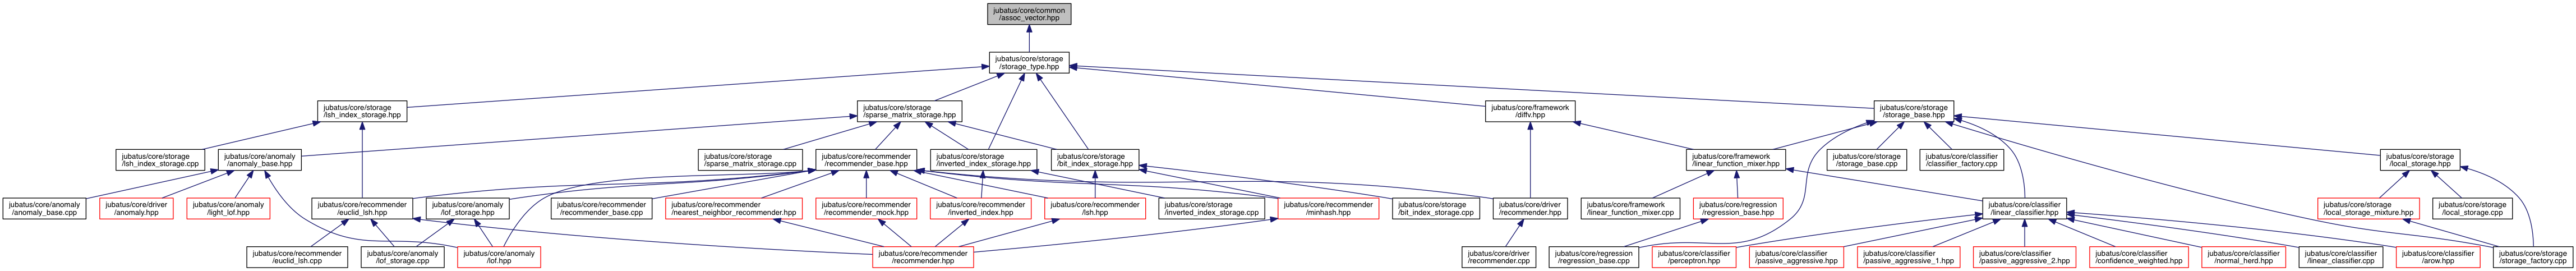 jubatus/core/common
/assoc_vector.hpp
jubatus/core/storage
/storage_type.hpp
jubatus/core/storage
/lsh_index_storage.hpp
jubatus/core/storage
/sparse_matrix_storage.hpp
jubatus/core/framework
/diffv.hpp
jubatus/core/storage
/storage_base.hpp
jubatus/core/storage
/lsh_index_storage.cpp
jubatus/core/anomaly
/anomaly_base.hpp
jubatus/core/storage
/sparse_matrix_storage.cpp
jubatus/core/recommender
/recommender_base.hpp
jubatus/core/storage
/inverted_index_storage.hpp
jubatus/core/storage
/bit_index_storage.hpp
jubatus/core/framework
/linear_function_mixer.hpp
jubatus/core/storage
/storage_base.cpp
jubatus/core/classifier
/classifier_factory.cpp
jubatus/core/storage
/local_storage.hpp
jubatus/core/anomaly
/anomaly_base.cpp
jubatus/core/driver
/anomaly.hpp
jubatus/core/anomaly
/light_lof.hpp
jubatus/core/recommender
/euclid_lsh.hpp
jubatus/core/anomaly
/lof_storage.hpp
jubatus/core/recommender
/recommender_base.cpp
jubatus/core/recommender
/nearest_neighbor_recommender.hpp
jubatus/core/recommender
/recommender_mock.hpp
jubatus/core/recommender
/inverted_index.hpp
jubatus/core/recommender
/lsh.hpp
jubatus/core/storage
/inverted_index_storage.cpp
jubatus/core/recommender
/minhash.hpp
jubatus/core/storage
/bit_index_storage.cpp
jubatus/core/driver
/recommender.hpp
jubatus/core/framework
/linear_function_mixer.cpp
jubatus/core/regression
/regression_base.hpp
jubatus/core/classifier
/linear_classifier.hpp
jubatus/core/storage
/local_storage_mixture.hpp
jubatus/core/storage
/local_storage.cpp
jubatus/core/recommender
/euclid_lsh.cpp
jubatus/core/anomaly
/lof_storage.cpp
jubatus/core/anomaly
/lof.hpp
jubatus/core/recommender
/recommender.hpp
jubatus/core/driver
/recommender.cpp
jubatus/core/regression
/regression_base.cpp
jubatus/core/classifier
/perceptron.hpp
jubatus/core/classifier
/passive_aggressive.hpp
jubatus/core/classifier
/passive_aggressive_1.hpp
jubatus/core/classifier
/passive_aggressive_2.hpp
jubatus/core/classifier
/confidence_weighted.hpp
jubatus/core/classifier
/normal_herd.hpp
jubatus/core/classifier
/linear_classifier.cpp
jubatus/core/classifier
/arow.hpp
jubatus/core/storage
/storage_factory.cpp